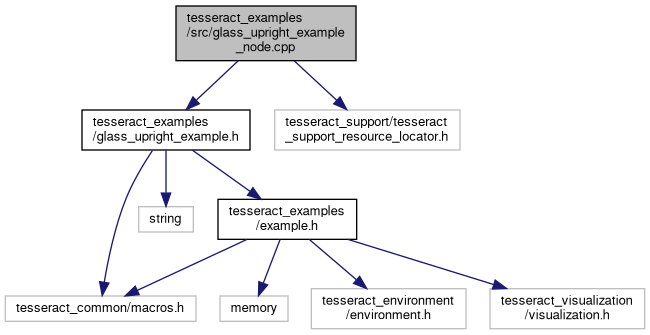 tesseract_examples
/src/glass_upright_example
_node.cpp
tesseract_examples
/glass_upright_example.h
tesseract_support/tesseract
_support_resource_locator.h
string
tesseract_examples
/example.h
tesseract_common/macros.h
memory
tesseract_environment
/environment.h
tesseract_visualization
/visualization.h